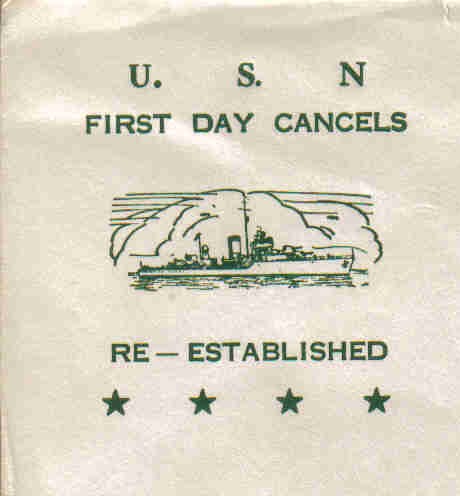 U. S. N
FIRST DAY CANCELS
RE — ESTABLISHED